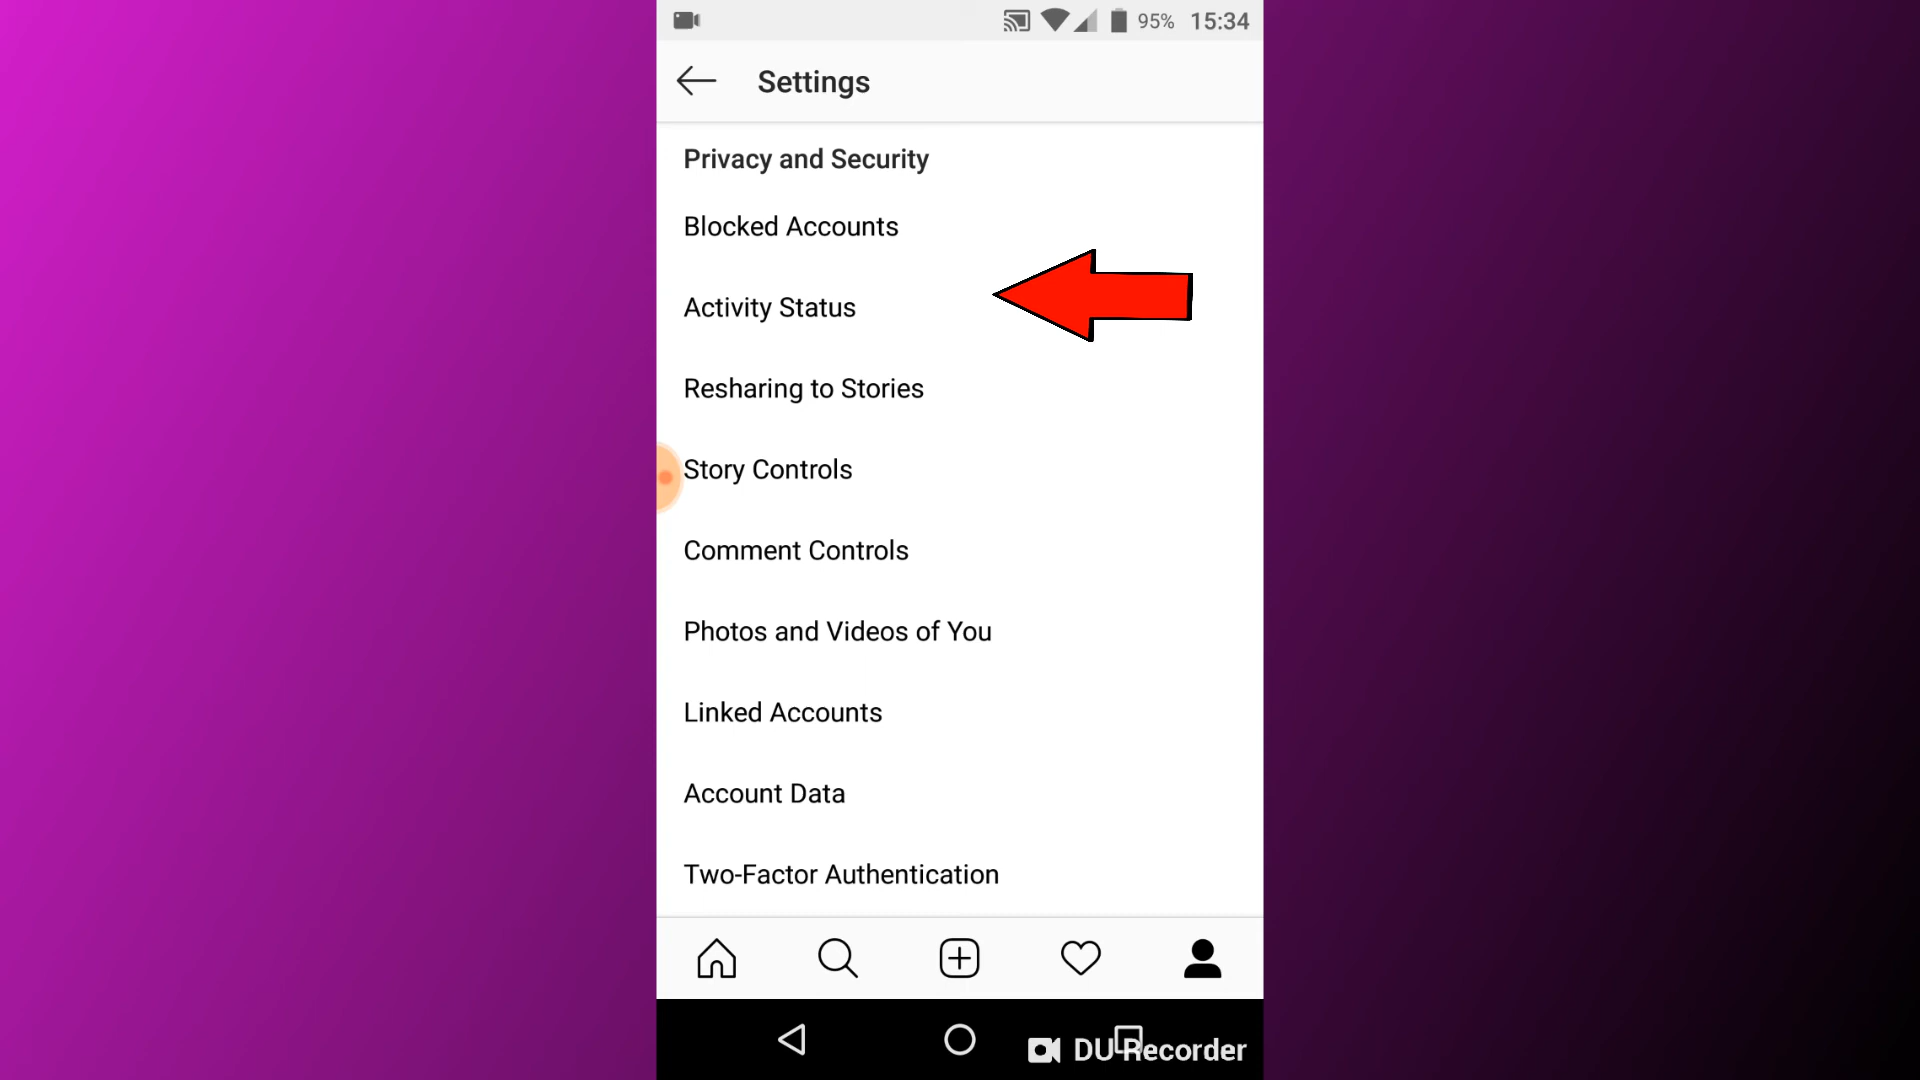 95% 15:34
Settings
Privacy and Security
Blocked Accounts
Activity Status
Resharing to Stories
Story Controls
Comment Controls
Photos and Videos of You
Linked Accounts
Account Data
Two-Factor Authentication
DU Recorder